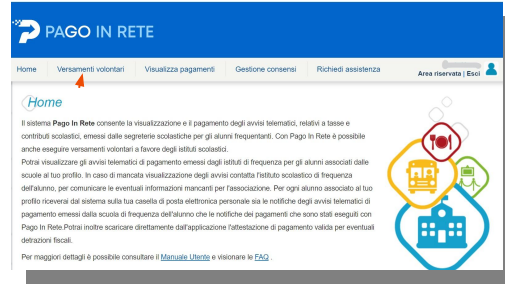 PAGO IN RETE
Home Versamenti volontari Visualizza pagamenti Gestione consensi Richiedi assistenza
Area riservata | Esci
Home
Il sistema Pago In Rete consente la visualizzazione e il pagamento degli avvisi telematici, relativi a tasse e
contributi scolastici, emessi dalle segreterie scolastiche per gli alunni frequentanti. Con Pago In Rete è possibile
anche eseguire versamenti volontari a favore degli istituti scolastici.
Potrai visualizzare gli avvisi telematici di pagamento emessi dagli istituti di frequenza per gli alunni associati dalle
scuole al tuo profilo. In caso di mancata visualizzazione degli avvisi contatta l'istituto scolastico di frequenza
dell'alunno, per comunicare le eventuali informazioni mancanti per l'associazione. Per ogni alunno associato al tuo
profilo riceverai dal sistema sulla tua casella di posta elettronica personale sia le notifiche degli avvisi telematici di
pagamento emessi dalla scuola di frequenza dell'alunno che le notifiche dei pagamenti che sono stati eseguiti con
Pago In Rete.Potrai inoltre scaricare direttamente dall'applicazione l'attestazione di pagamento valida per eventuali
detrazioni fiscali.
Per maggiori dettagli è possibile consultare il Manuale Utente e visionare le FAQ .